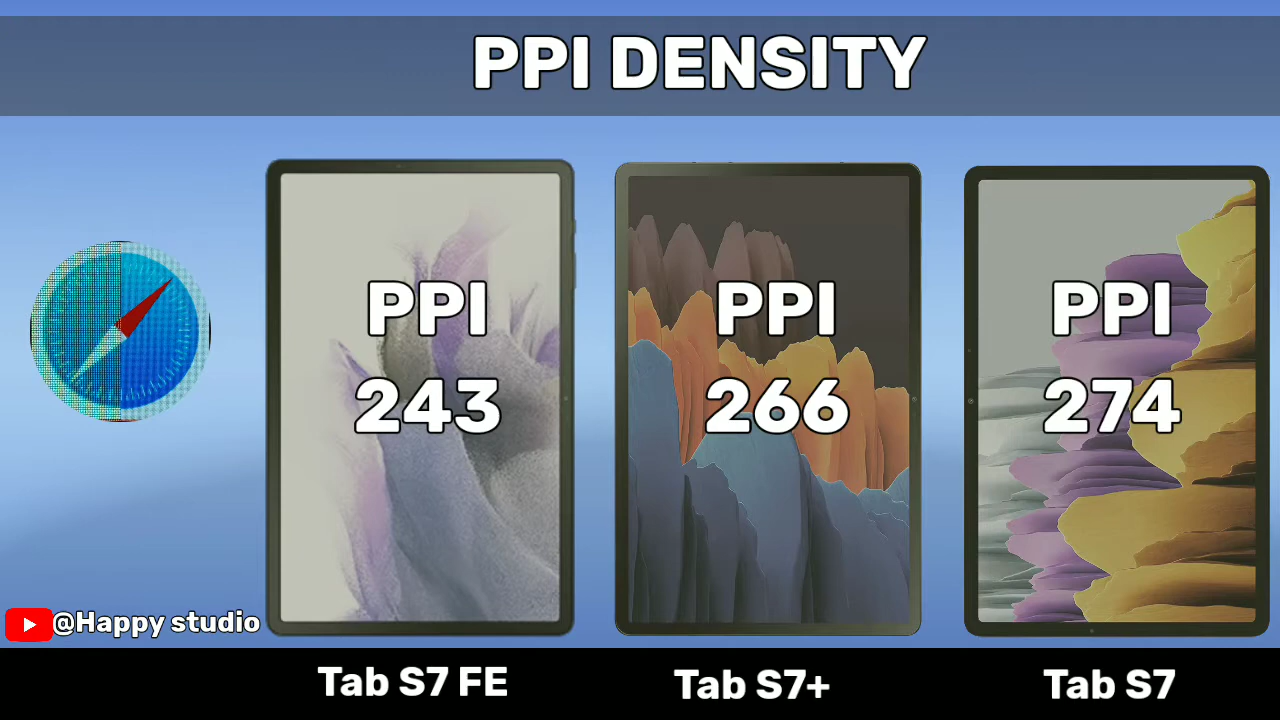 PPI DENSITY
PPI
243
PPI
266
PPI
274
@Happy studio
Tab S7 FE
Tab S7+
Tab S7